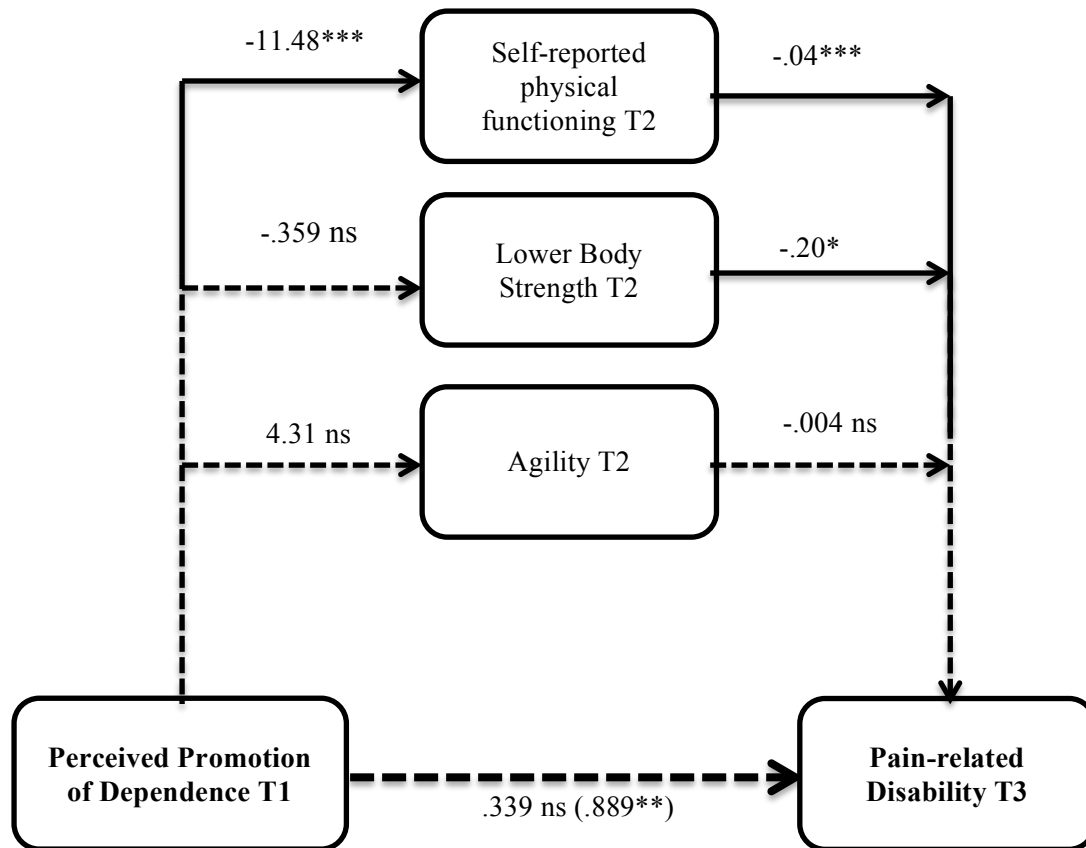 -11.48***
Self-reported
physical
functioning T2
-.04***
-.359 ns
Lower Body
Strength T2
-.20*
4.31 ns
Agility T2
-.004 ns
Perceived Promotion
of Dependence T1
.339 ns (.889**)
Pain-related
Disability T3